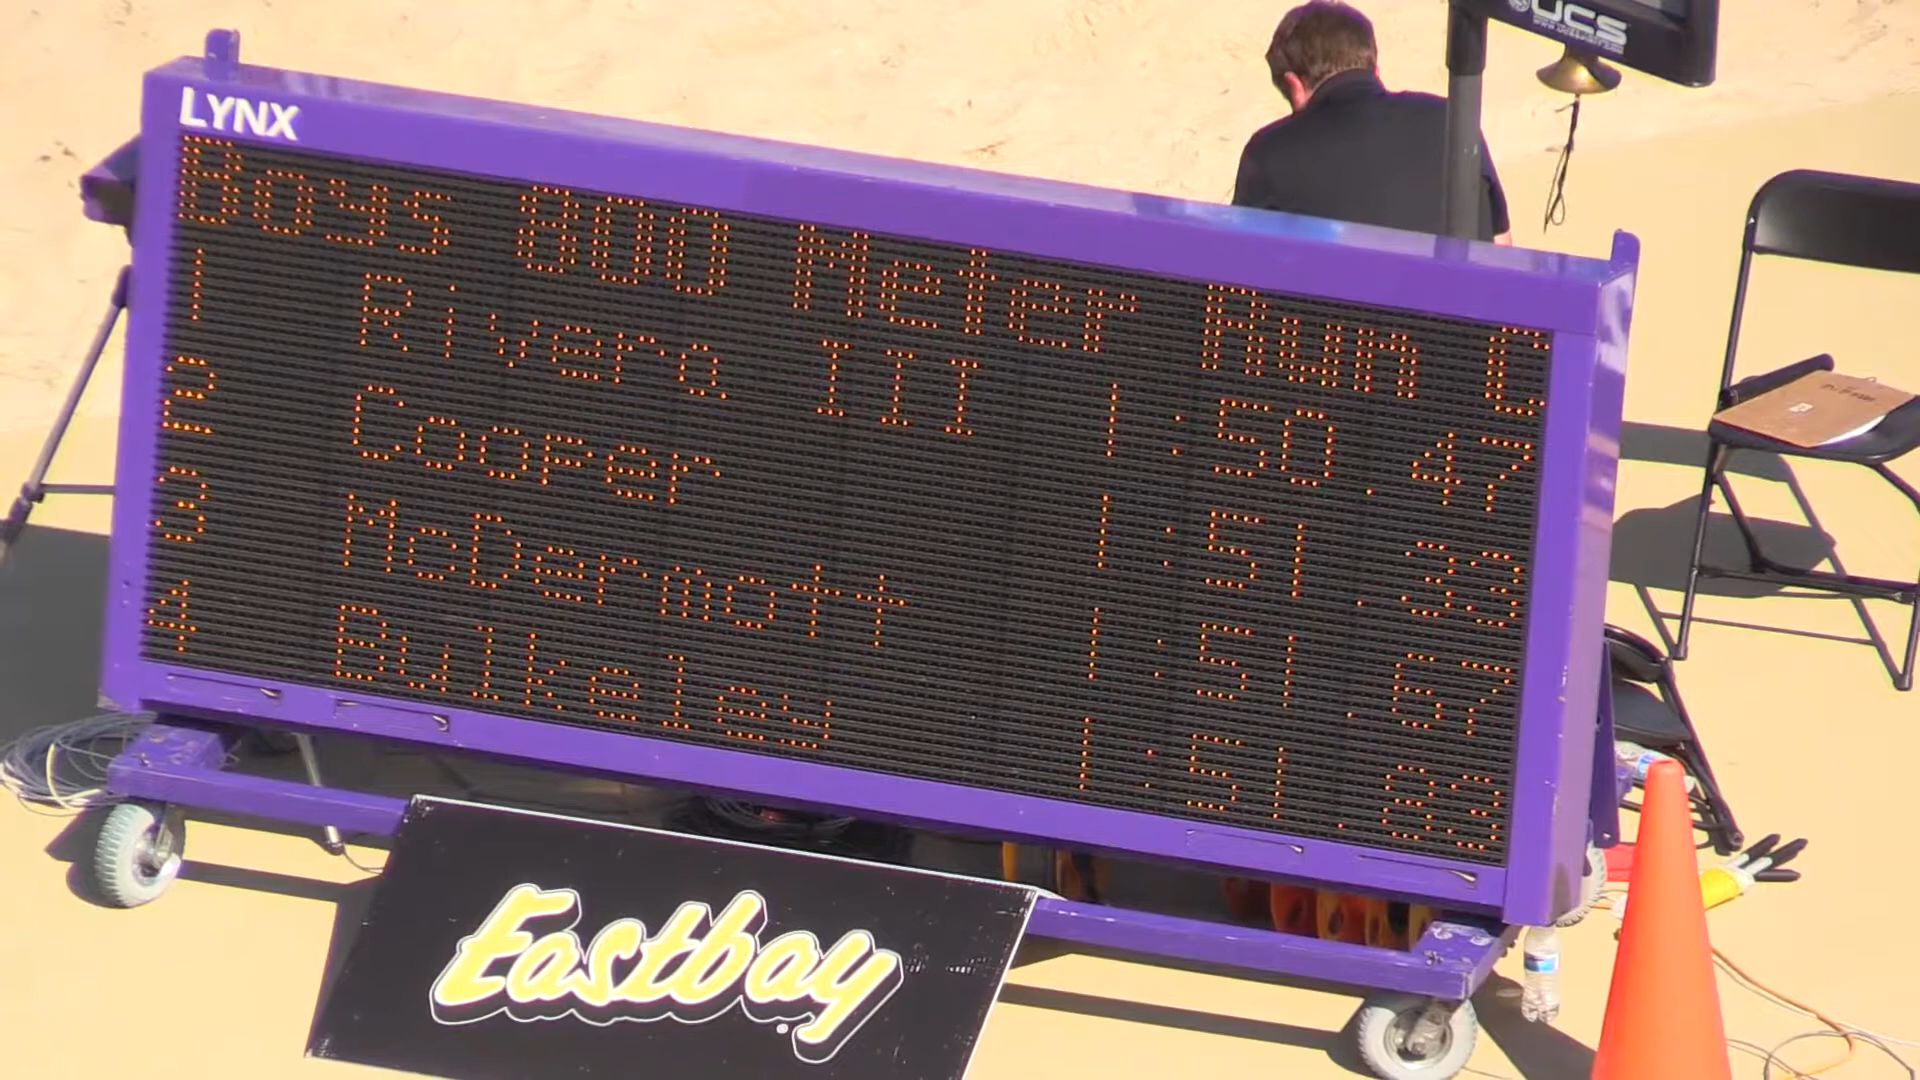 UCS
LYNX
Boys 800 Meter Run C
1 Rivera III 1:50.47
2 Cooper 1:51.33
3 McDermott 1:51.67
4 Bulkeley 1:51.83
Eastbay